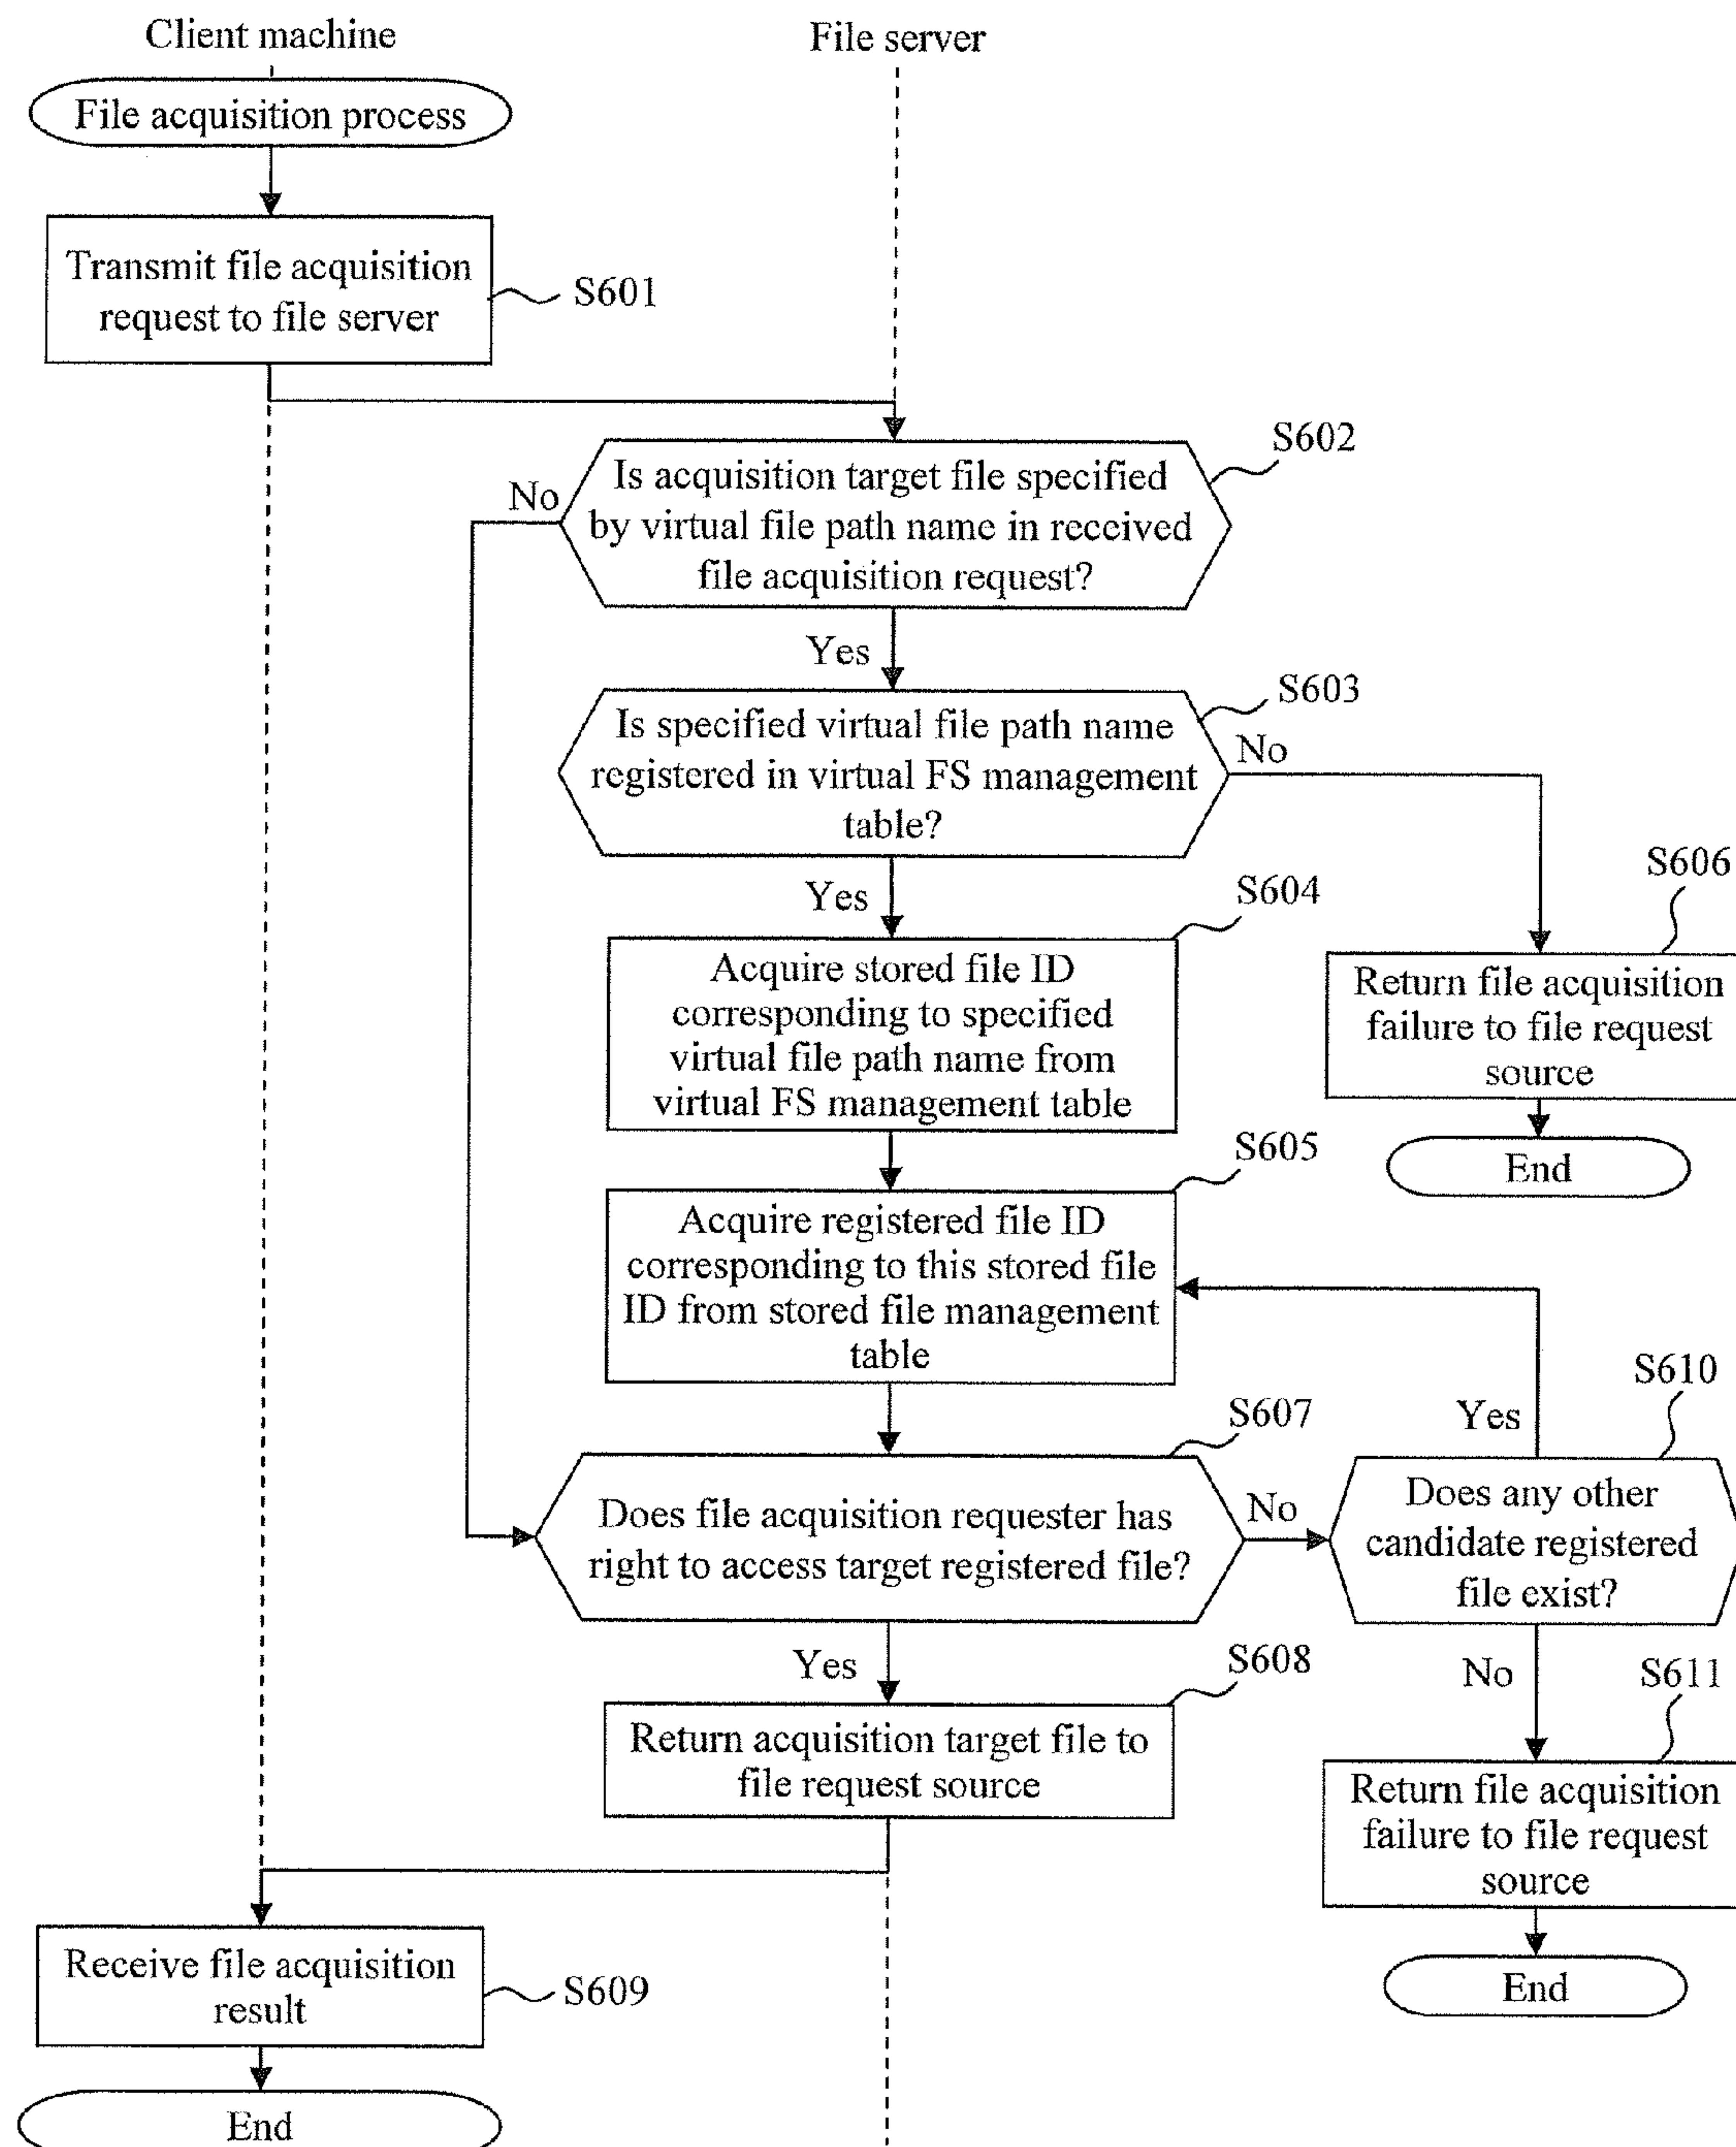 Client machine
File server
File acquisition process
Transmit file acquisition
request to file server
S601
S602
Is acquisition target file specified
by virtual file path name in received
file acquisition request?
No
Yes
S603
Is specified virtual file path name
registered in virtual FS management
table?
No
Yes
S604
Acquire stored file ID
corresponding to specified
virtual file path name from
virtual FS management table
S606
Return file acquisition
failure to file request
source
End
S605
Acquire registered file ID
corresponding to this stored file
ID from stored file management
table
S607
Does file acquisition requester has
right to access target registered file?
No
Yes
S610
Yes
Does any other
candidate registered
file exist?
No
S608
Return acquisition target file to
file request source
S611
Return file acquisition
failure to file request
source
End
Receive file acquisition
result
S609
End